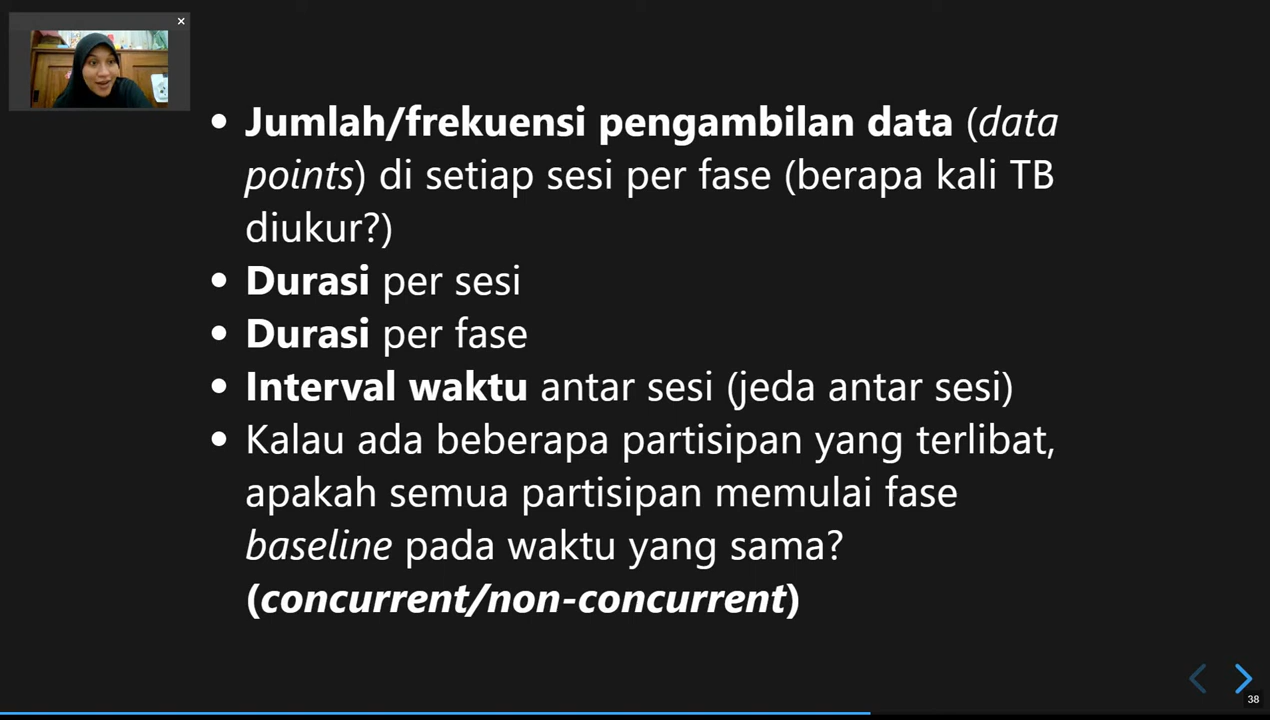 • Jumlah/frekuensi pengambilan data (data
points) di setiap sesi per fase (berapa kali TB
diukur?)
• Durasi per sesi
• Durasi per fase
• Interval waktu antar sesi (jeda antar sesi)
• Kalau ada beberapa partisipan yang terlibat,
apakah semua partisipan memulai fase
baseline pada waktu yang sama?
(concurrent/non-concurrent)
38